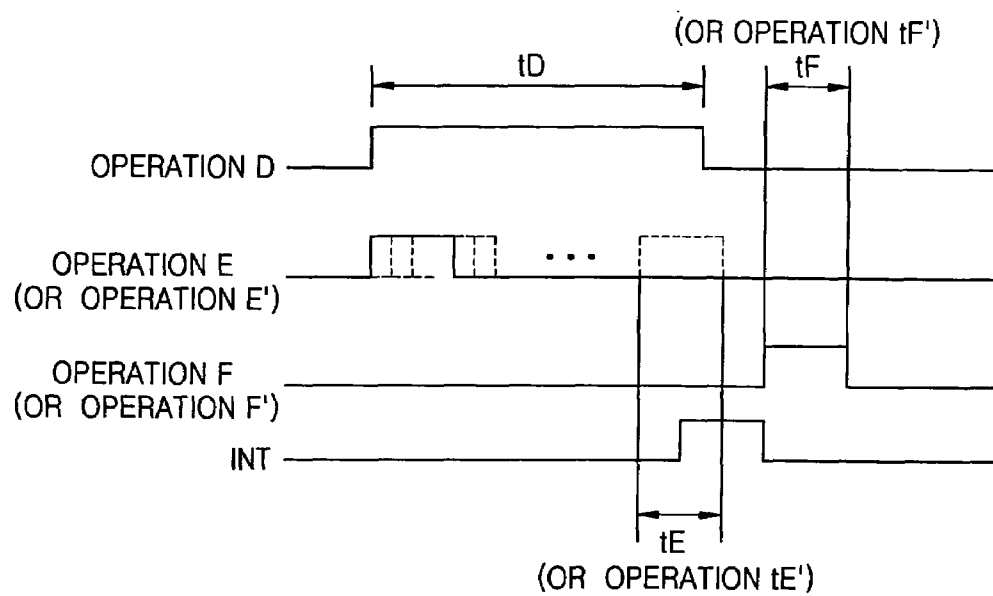 (OR OPERATION tF')
tD
tF
OPERATION D
OPERATION E
(OR OPERATION E')
• • •
OPERATION F
(OR OPERATION F')
INT
tE
(OR OPERATION tE')